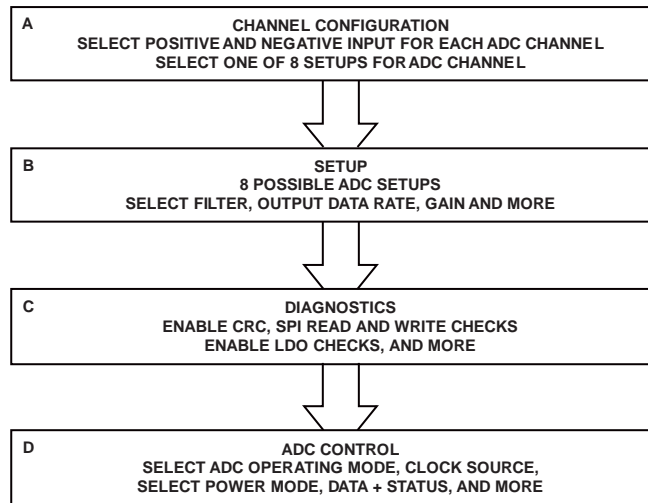 A
CHANNEL CONFIGURATION
SELECT POSITIVE AND NEGATIVE INPUT FOR EACH ADC CHANNEL
SELECT ONE OF 8 SETUPS FOR ADC CHANNEL
B
SETUP
8 POSSIBLE ADC SETUPS
SELECT FILTER, OUTPUT DATA RATE, GAIN AND MORE
C
DIAGNOSTICS
ENABLE CRC, SPI READ AND WRITE CHECKS
ENABLE LDO CHECKS, AND MORE
D
ADC CONTROL
SELECT ADC OPERATING MODE, CLOCK SOURCE,
SELECT POWER MODE, DATA + STATUS, AND MORE